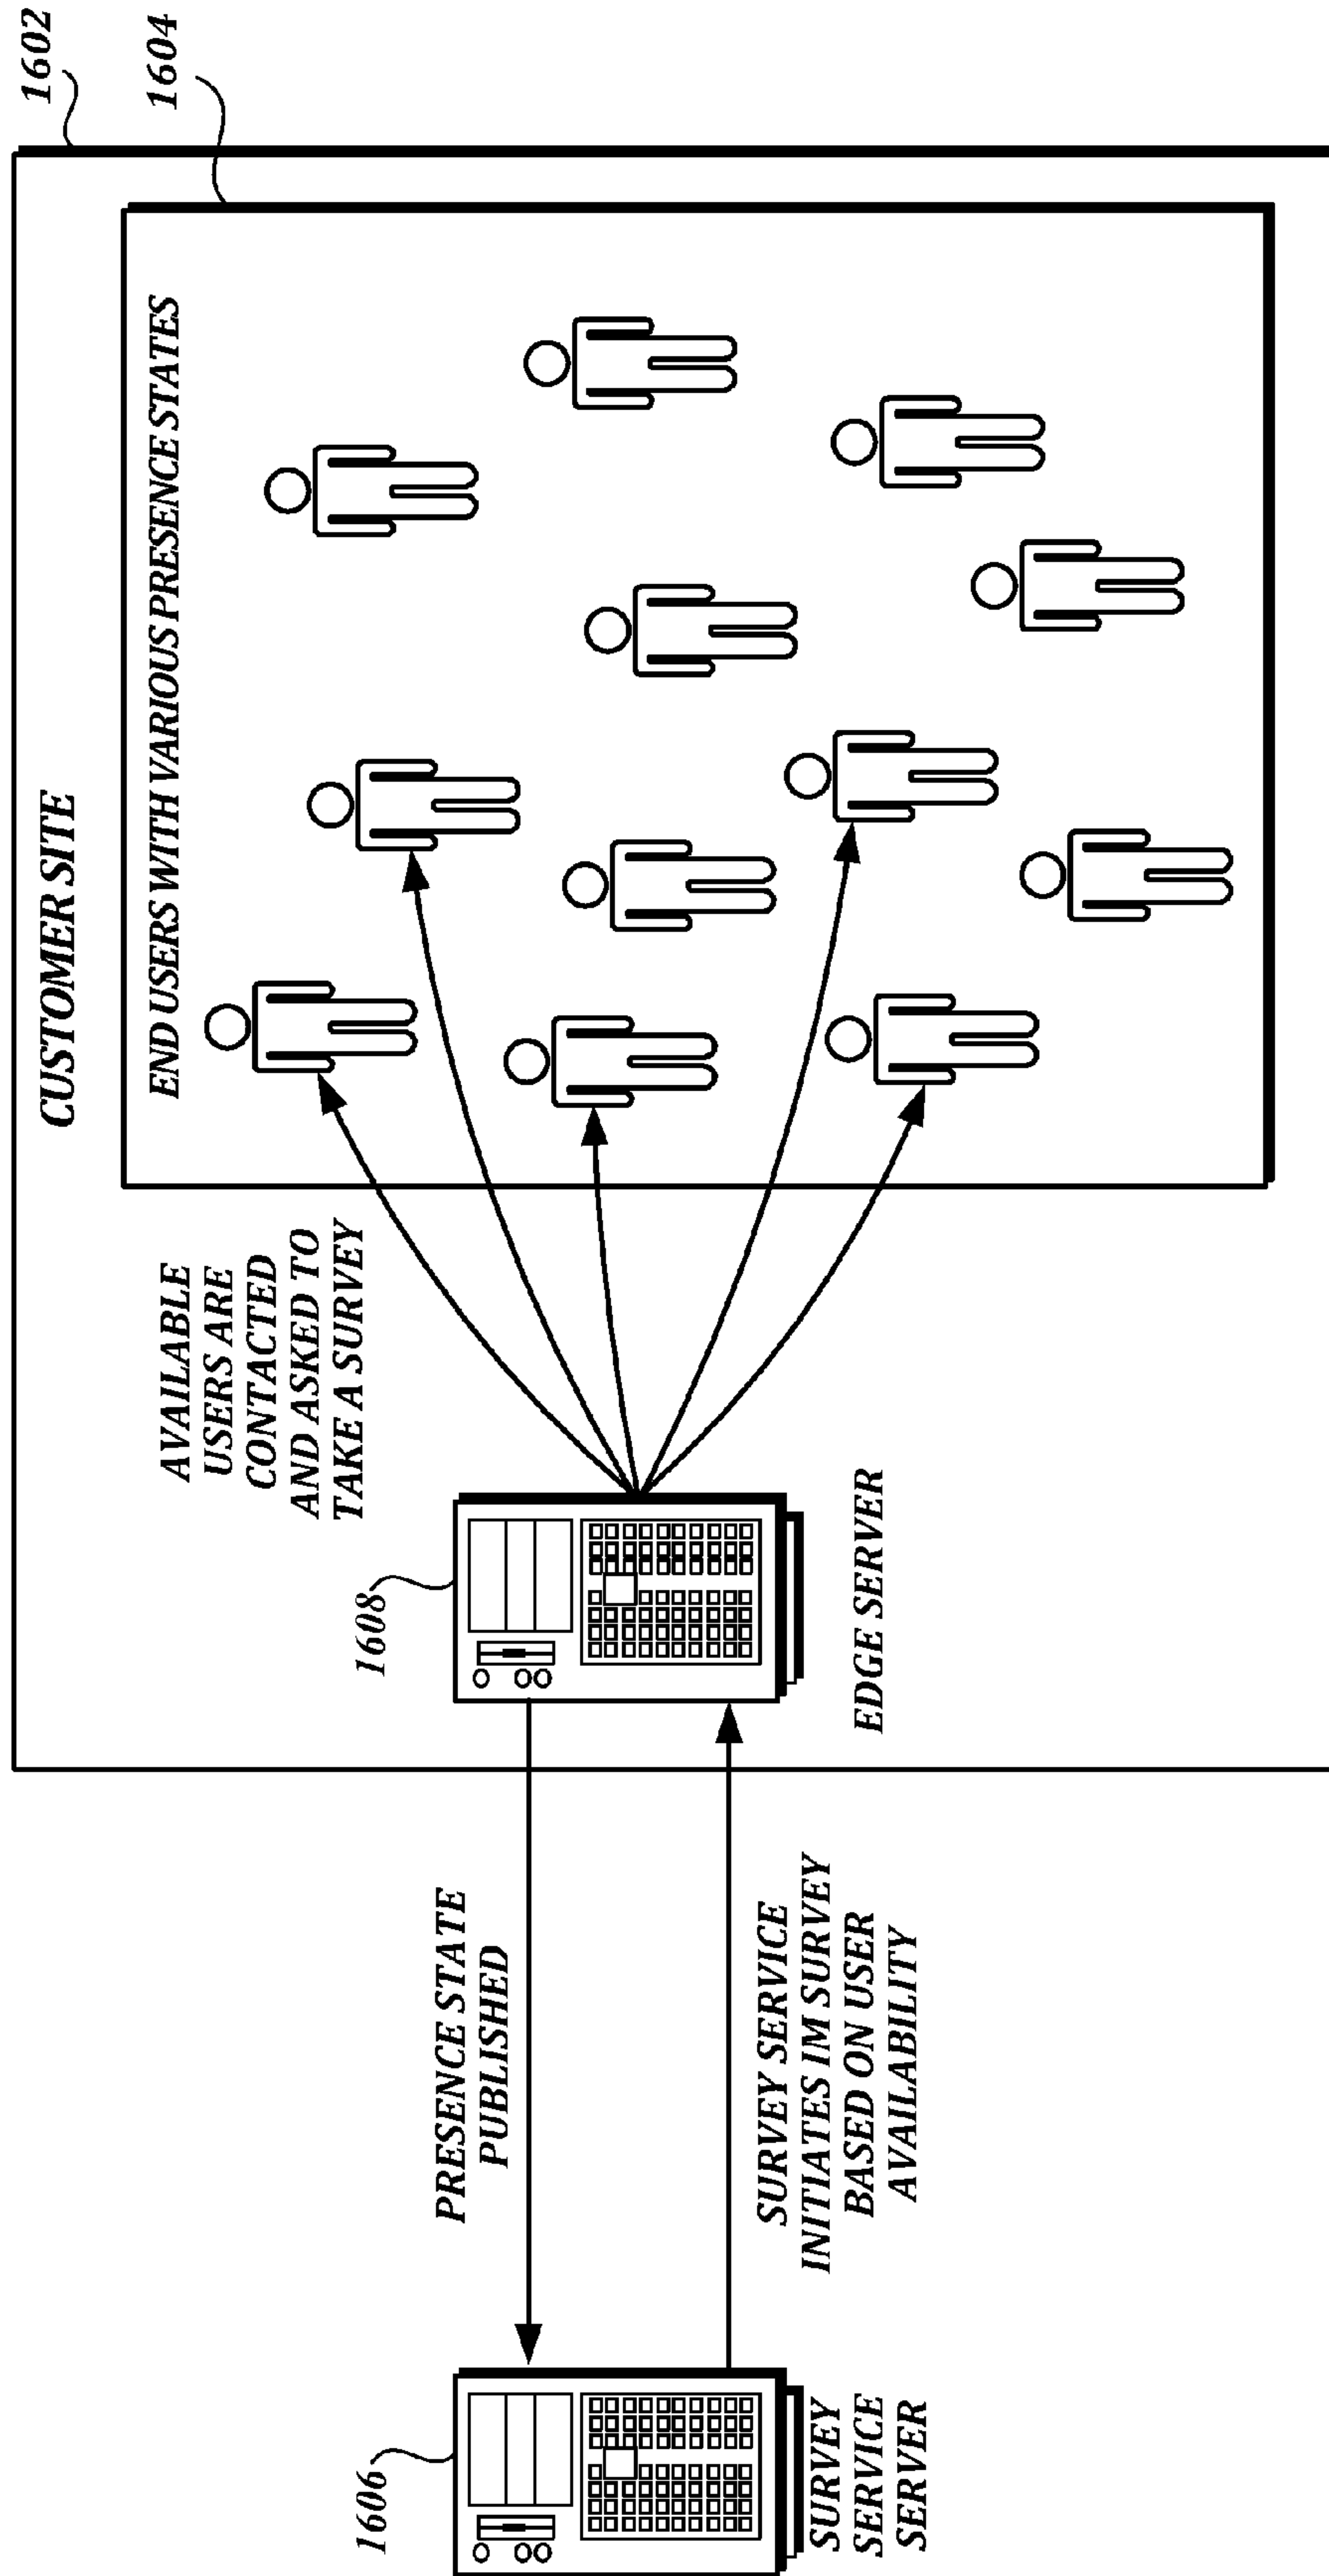 CUSTOMER SITE
1602
1604
END USERS WITH VARIOUS PRESENCE STATES
AVAILABLE
USERS ARE
CONTACTED
AND ASKED TO
TAKE A SURVEY
1606
1608
PRESENCE STATE
PUBLISHED
SURVEY SERVICE
INITIATES IM SURVEY
BASED ON USER
AVAILABILITY
SURVEY
SERVICE
SERVER
EDGE SERVER